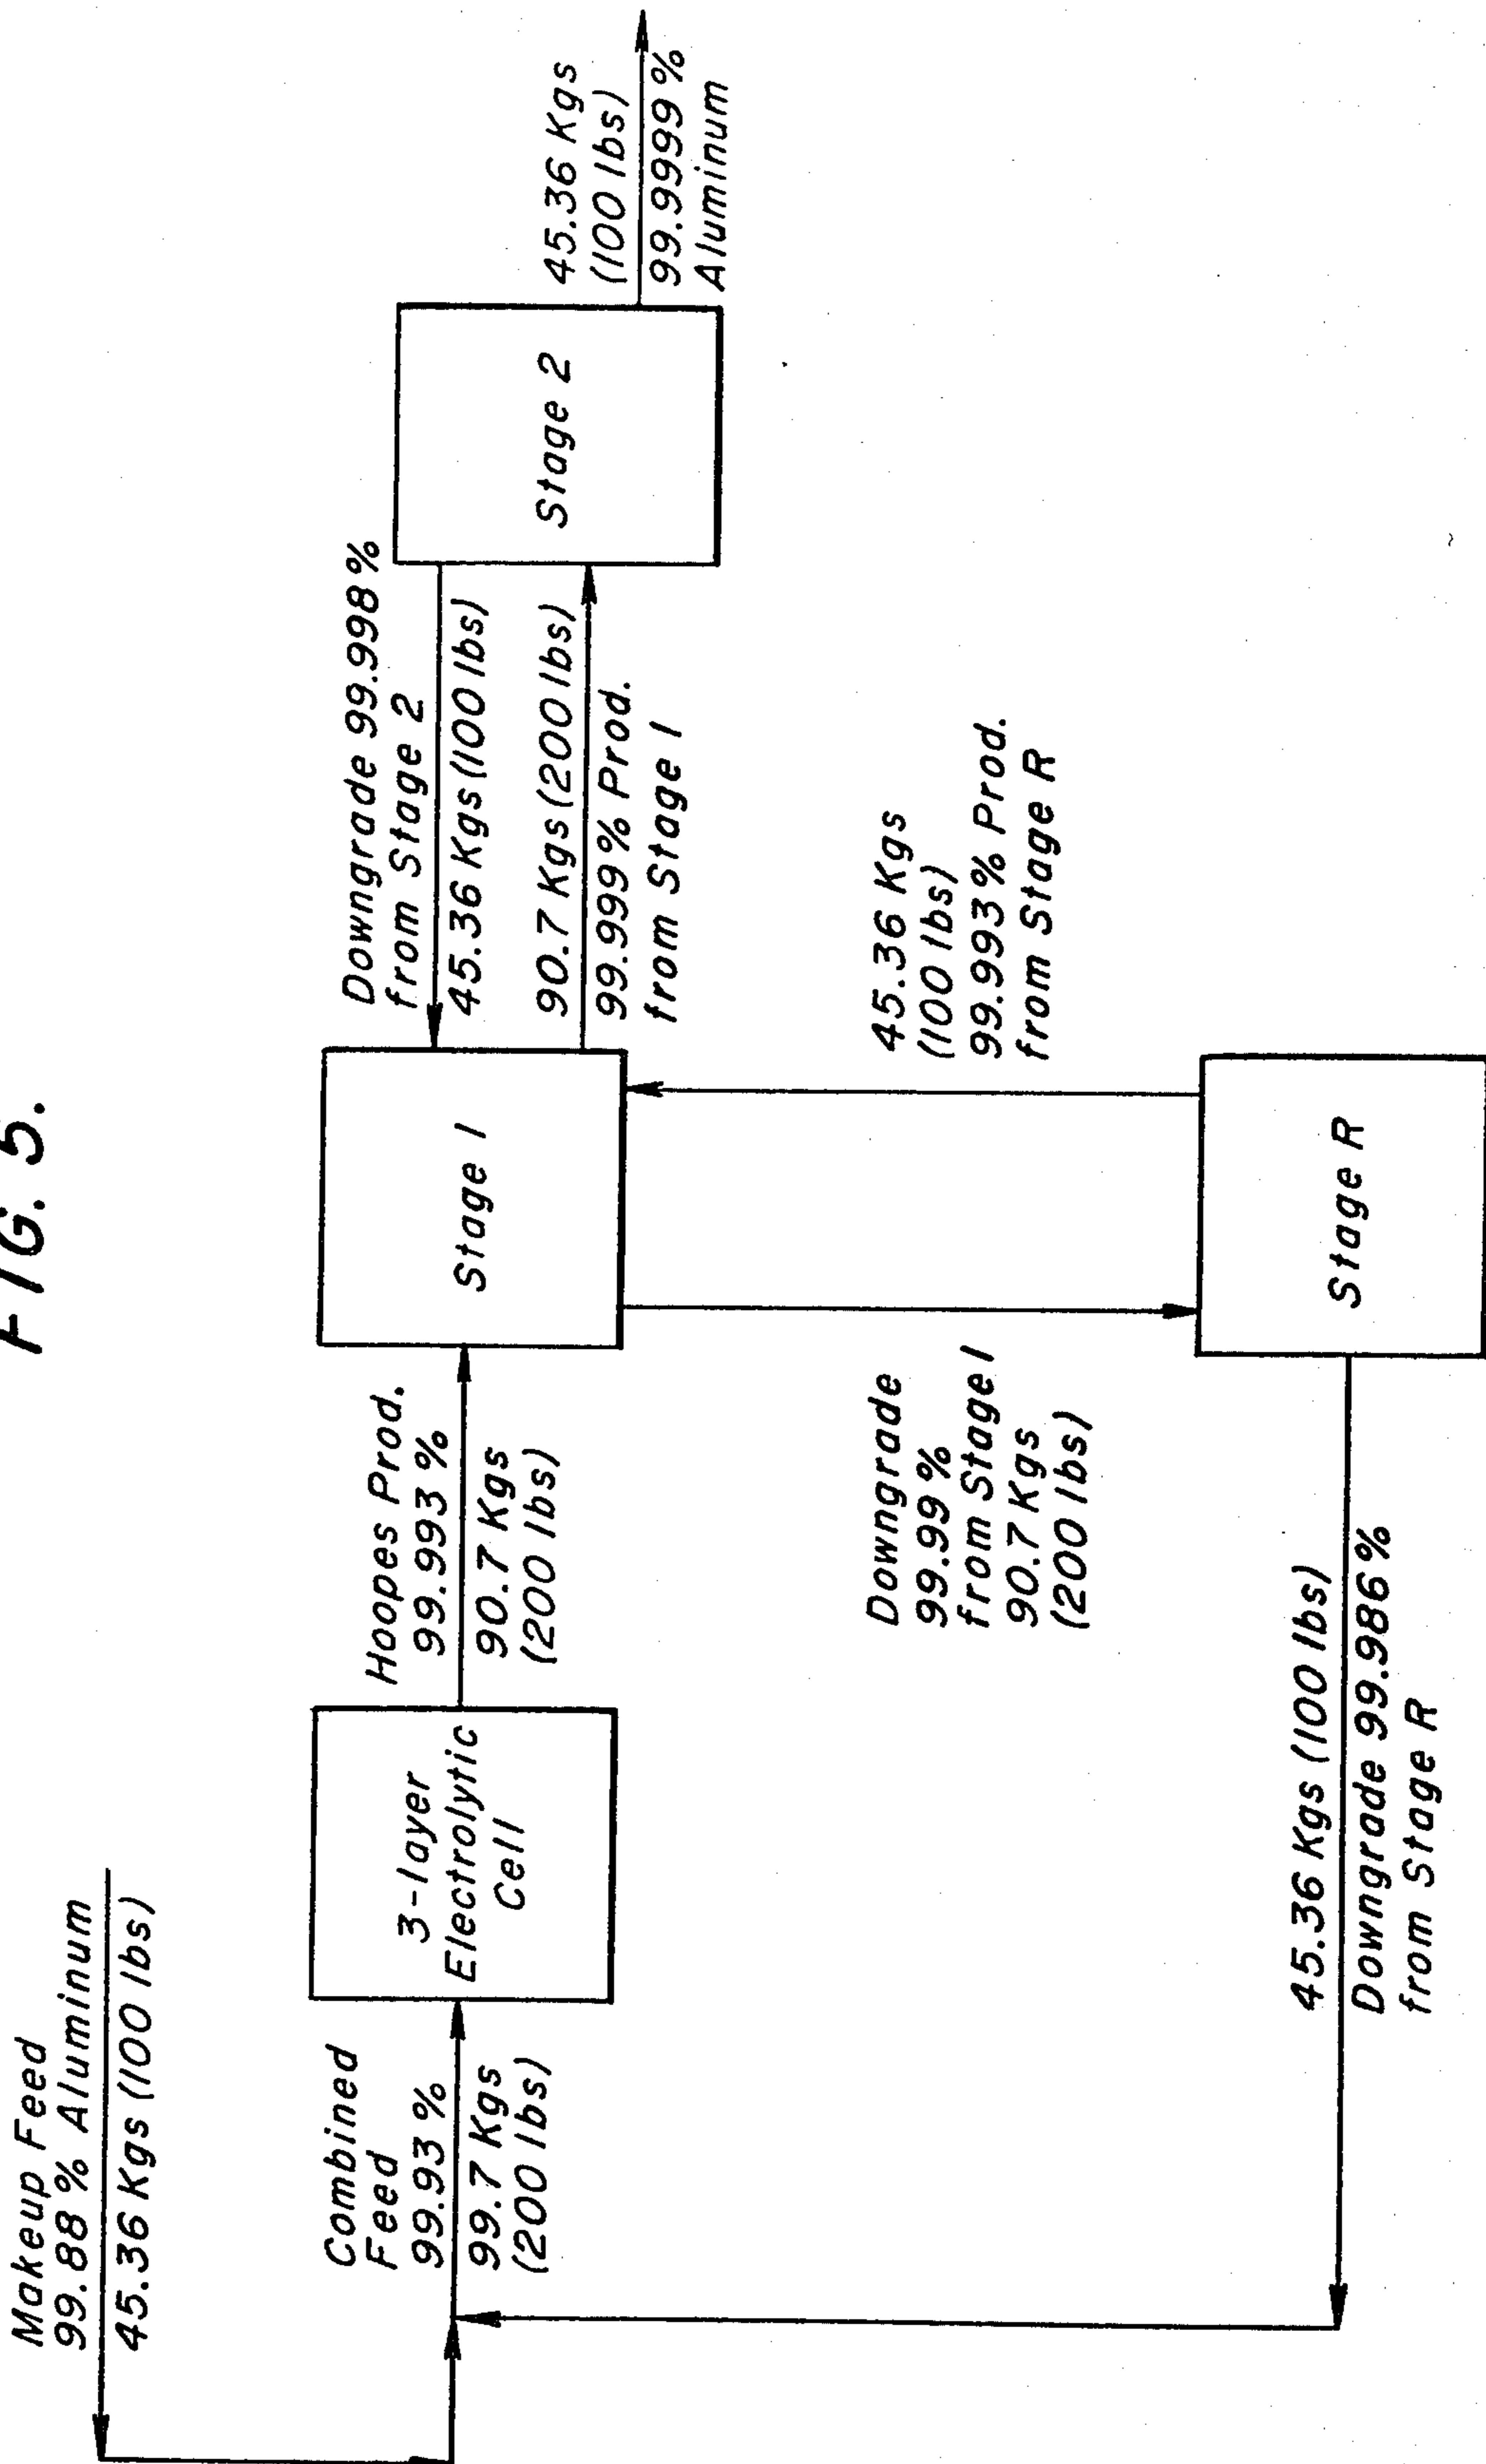 FIG. 5.
Makeup Feed
99.88 % Aluminum
45.36 Kgs (100 lbs)
Combined
Feed
99.93 %
99.7 Kgs
(200 lbs)
3-layer
Electrolytic
Cell
Hoopes Prod.
99.993 %
90.7 Kgs
(200 lbs)
Stage 1
Downgrade 99.998%
from Stage 2
45.36 Kgs (100 lbs)
90.7 Kgs (200 lbs)
99.999% Prod.
from Stage 1
Stage 2
45.36 Kgs
(100 lbs)
99.9999 %
Aluminum
Downgrade
99.99 %
from Stage 1
90.7 Kgs
(200 lbs)
45.36 Kgs
(100 lbs)
99.993% Prod.
from Stage R
Stage R
45.36 Kgs (100 lbs)
Downgrade 99.986%
from Stage R